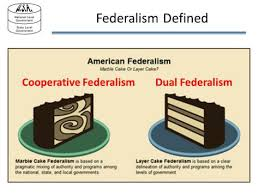 National Level
Government
State Level
Government
Federalism Defined
American Federalism
Marble Cake Or Layer Cake?
Cooperative Federalism
Dual Federalism
Marble Cake Federalism is based on a
pragmatic mixing of authority and programs among
the national, state, and local governments
Layer Cake Federalism is based on a clear
delineation of authority and programs among the
levels of government